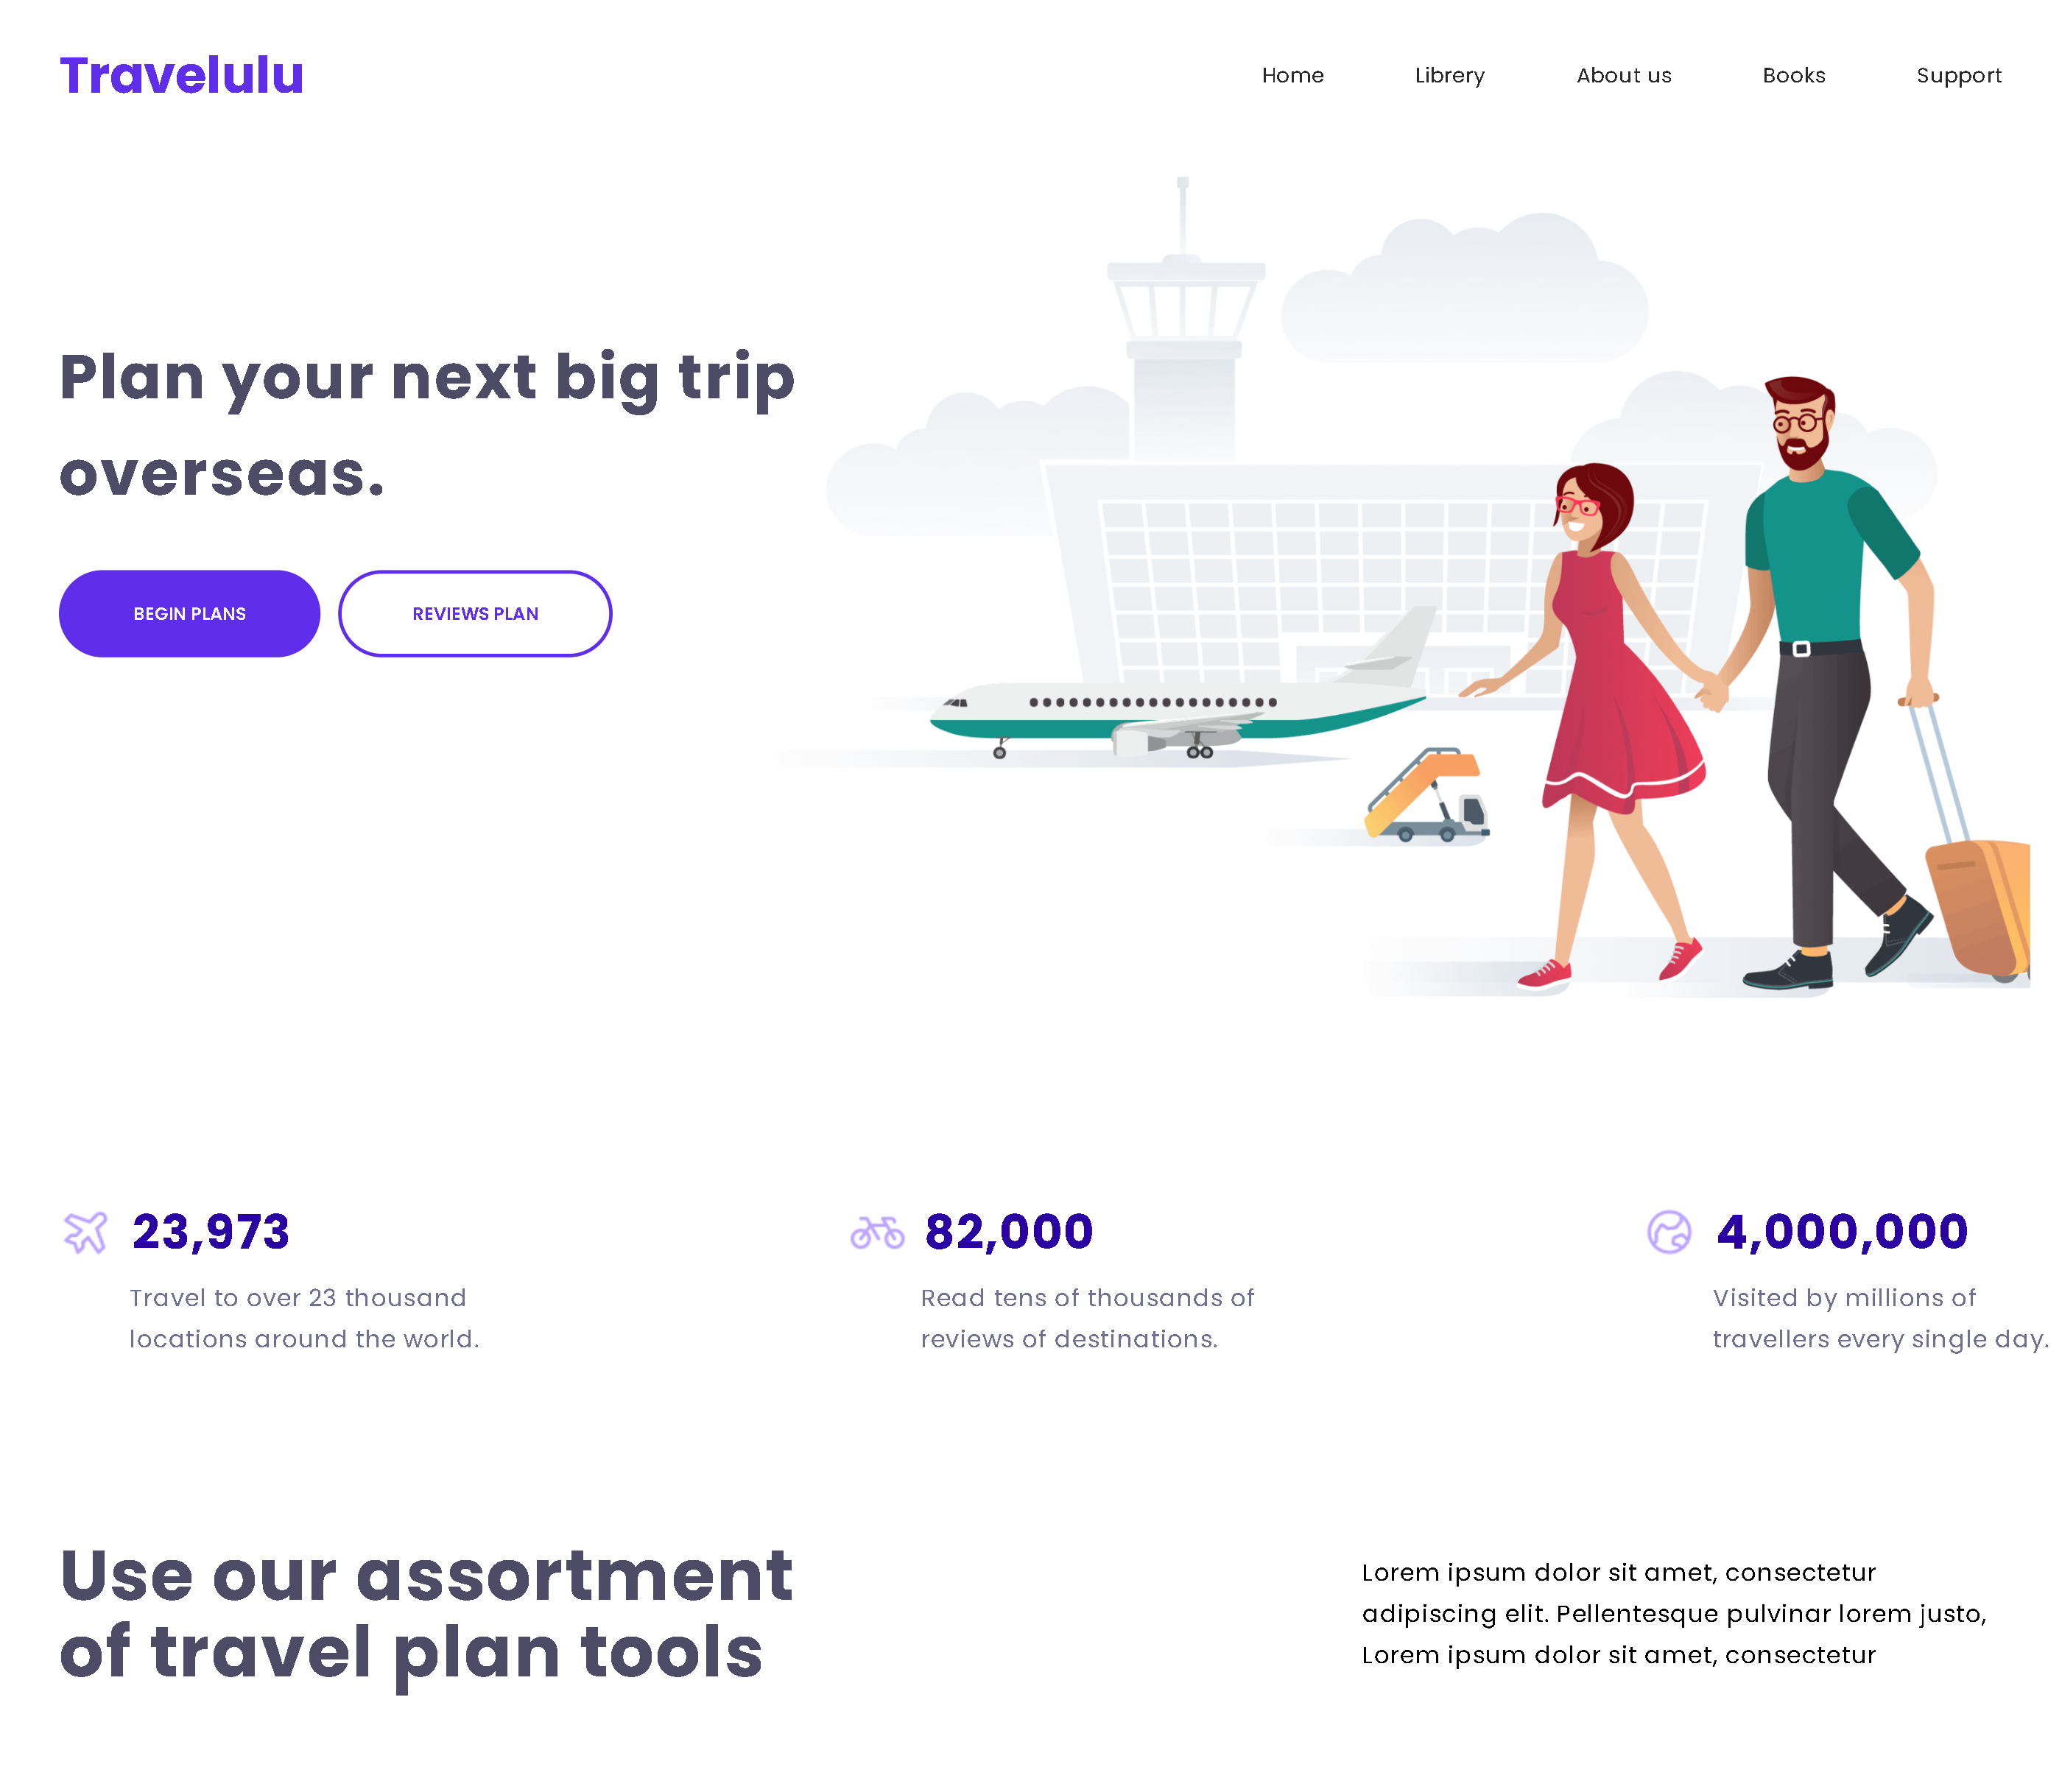 Travelulu
Home Librery About us Books Support
Plan your next big trip
overseas.
BEGIN PLANS REVIEWS PLAN
23,973
Travel to over 23 thousand
locations around the world.
82,000
Read tens of thousands of
reviews of destinations.
4,000,000
Visited by millions of
travellers every single day.
Use our assortment
of travel plan tools
Lorem ipsum dolor sit amet, consectetur
adipiscing elit. Pellentesque pulvinar lorem justo,
Lorem ipsum dolor sit amet, consectetur